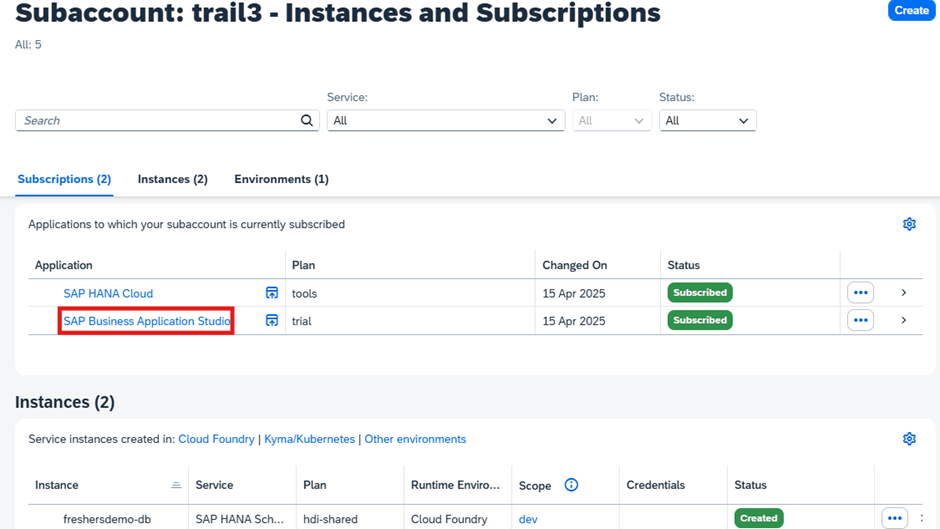 Subaccount: trail3 - Instances and Subscriptions
Create
All: 5
Service:
Plan:
Status:
Search
All
All
All
Subscriptions (2)
Instances (2)
Environments (1)
Applications to which your subaccount is currently subscribed
Application
Plan
Changed On
Status
SAP HANA Cloud
tools
15 Apr 2025
Subscribed
SAP Business Application Studio
trial
15 Apr 2025
Subscribed
Instances (2)
Service instances created in: Cloud Foundry | Kyma/Kubernetes | Other environments
Instance
Service
Plan
Runtime Enviro...
Scope
Credentials
Status
freshersdemo-db
SAP HANA Sch...
hdi-shared
Cloud Foundry
dev
Created